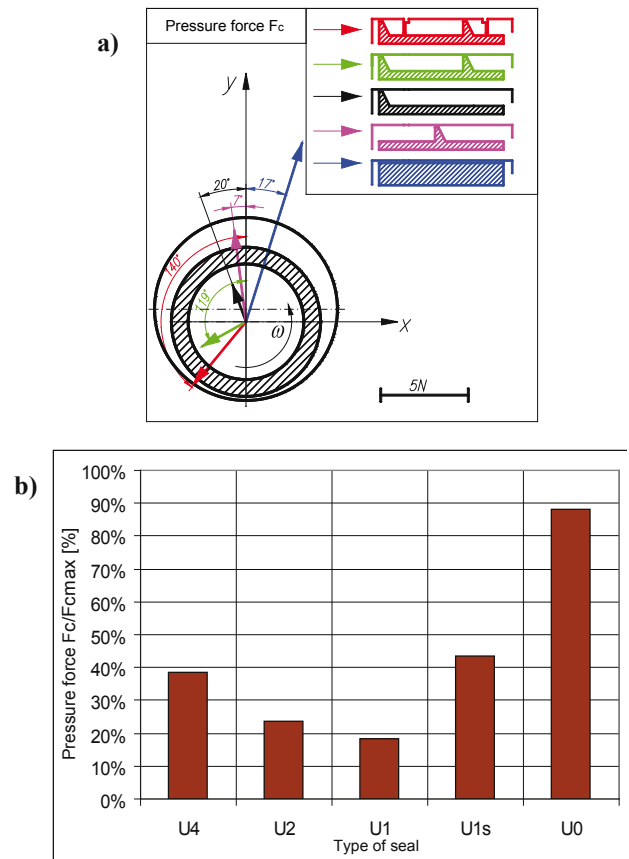 a)
Pressure force Fc
y
20°
17°
7°
140°
119°
ω
x
5N
b)
Pressure force Fc/Fcmax [%]
100%
90%
80%
70%
60%
50%
40%
30%
20%
10%
0%
U4 U2 U1 U1s U0
Type of seal